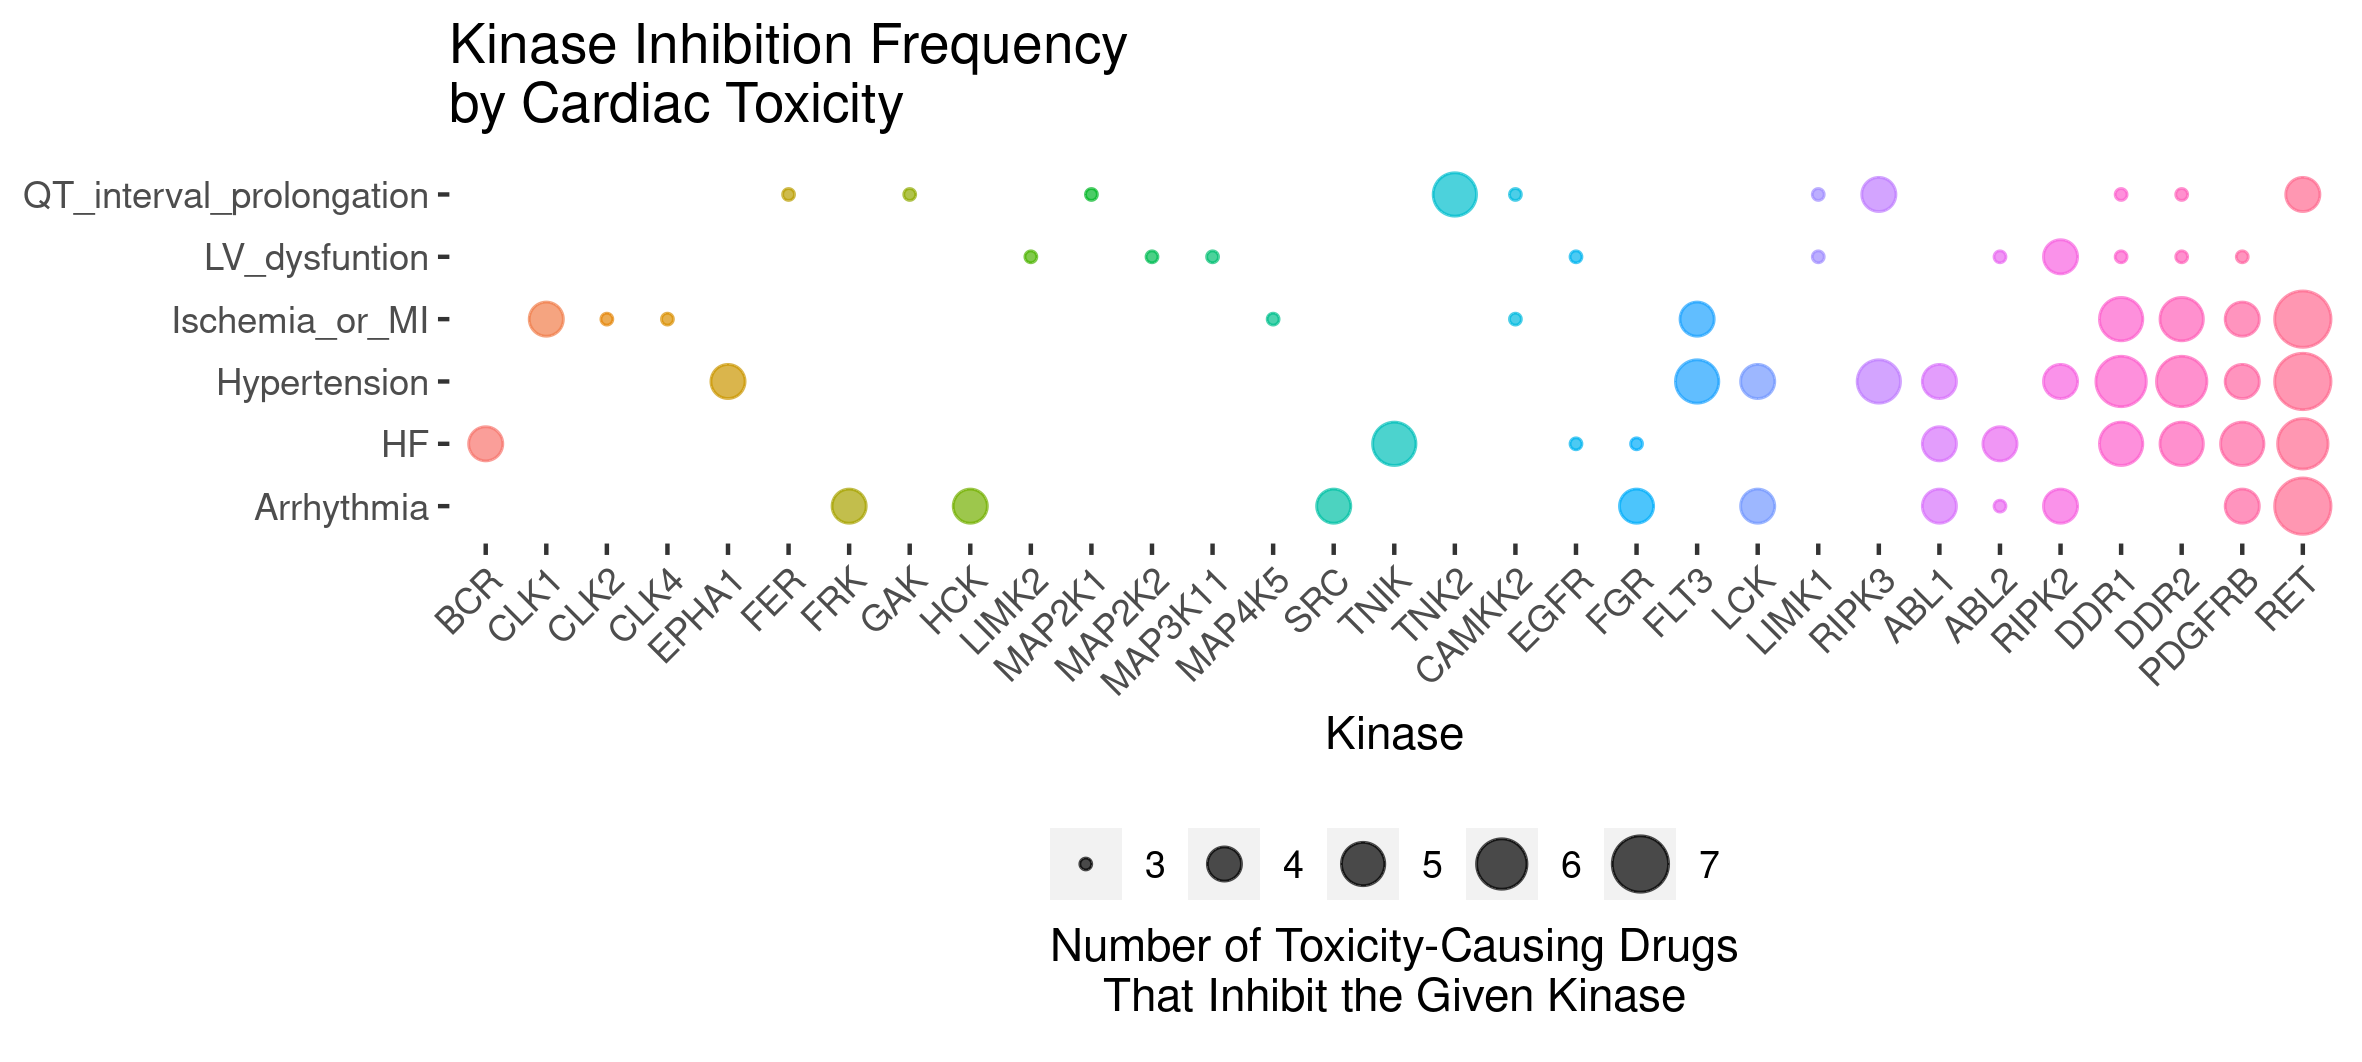 Kinase Inhibition Frequency
by Cardiac Toxicity
QT_interval_prolongation
LV_dysfuntion
Ischemia_or_MI
Hypertension
HF
Arrhythmia
BCR
CLK1
CLK2
CLK4
EPHA1
FER
FRK
GAK
HCK
LIMK2
MAP2K1
MAP2K2
MAP3K11
MAP4K5
SRC
TNIK
TNK2
CAMKK2
EGFR
FGR
FLT3
LCK
LIMK1
RIPK3
ABL1
ABL2
RIPK2
DDR1
DDR2
PDGFRB
RET
Kinase
3 4 5 6 7
Number of Toxicity-Causing Drugs
That Inhibit the Given Kinase